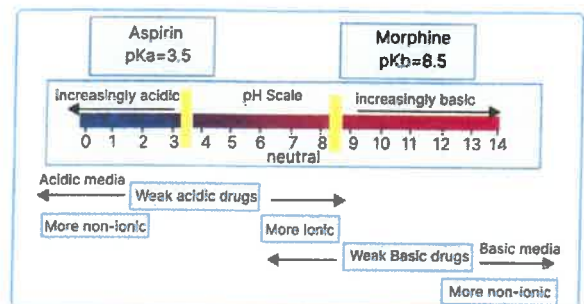 Aspirin
pKa=3.5
Morphine
pKb=8.5
increasingly acidic
pH Scale
increasingly basic
0 1 2 3 4 5 6 7 8 9 10 11 12 13 14
neutral
Acidic media
Weak acidic drugs
More non-ionic
More Ionic
Weak Basic drugs
Basic media
More non-ionic